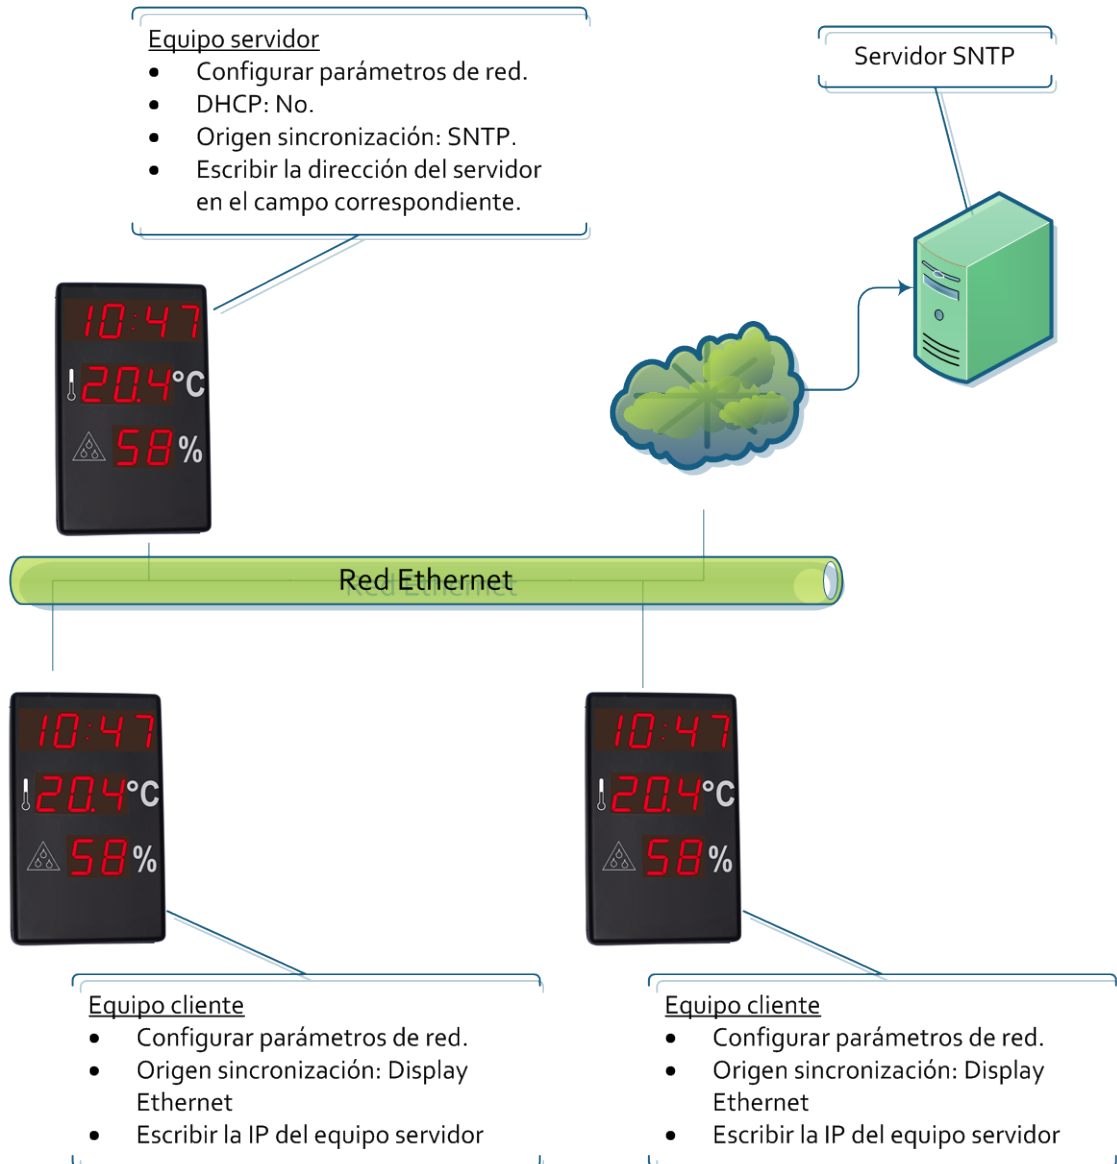 Equipo servidor
• Configurar parámetros de red.
• DHCP: No.
• Origen sincronización: SNTP.
• Escribir la dirección del servidor
en el campo correspondiente.
Servidor SNTP
10:47
20.4°C
58%
Red Ethernet
10:47
20.4°C
58%
10:47
20.4°C
58%
Equipo cliente
• Configurar parámetros de red.
• Origen sincronización: Display
Ethernet
• Escribir la IP del equipo servidor
Equipo cliente
• Configurar parámetros de red.
• Origen sincronización: Display
Ethernet
• Escribir la IP del equipo servidor